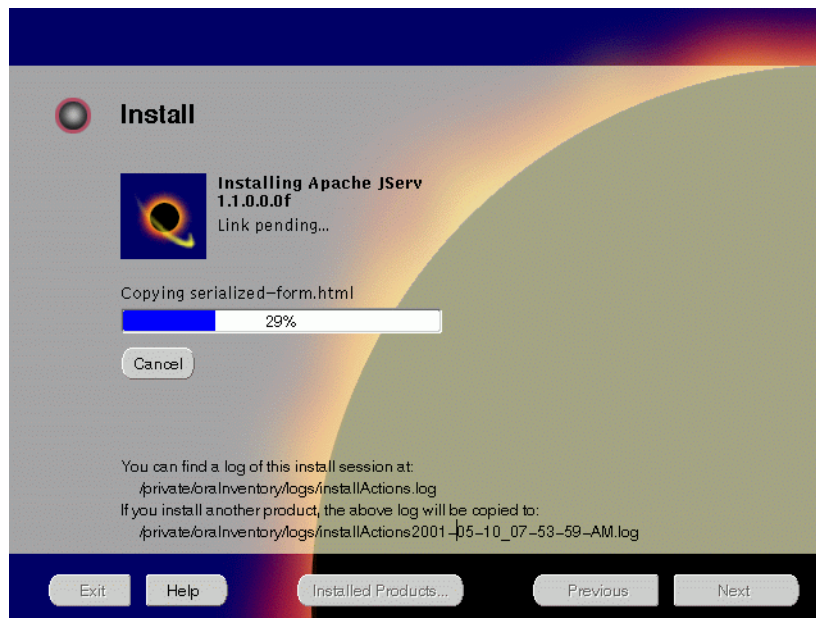 Install
Installing Apache JServ
1.1.0.0.0f
Link pending...
Copying serialized-form.html
29%
Cancel
You can find a log of this install session at:
/private/oraInventory/logs/installActions.log
If you install another product, the above log will be copied to:
/private/oraInventory/logs/installActions2001-05-10_07-53-59-AM.log
Exit
Help
Installed Products...
Previous
Next